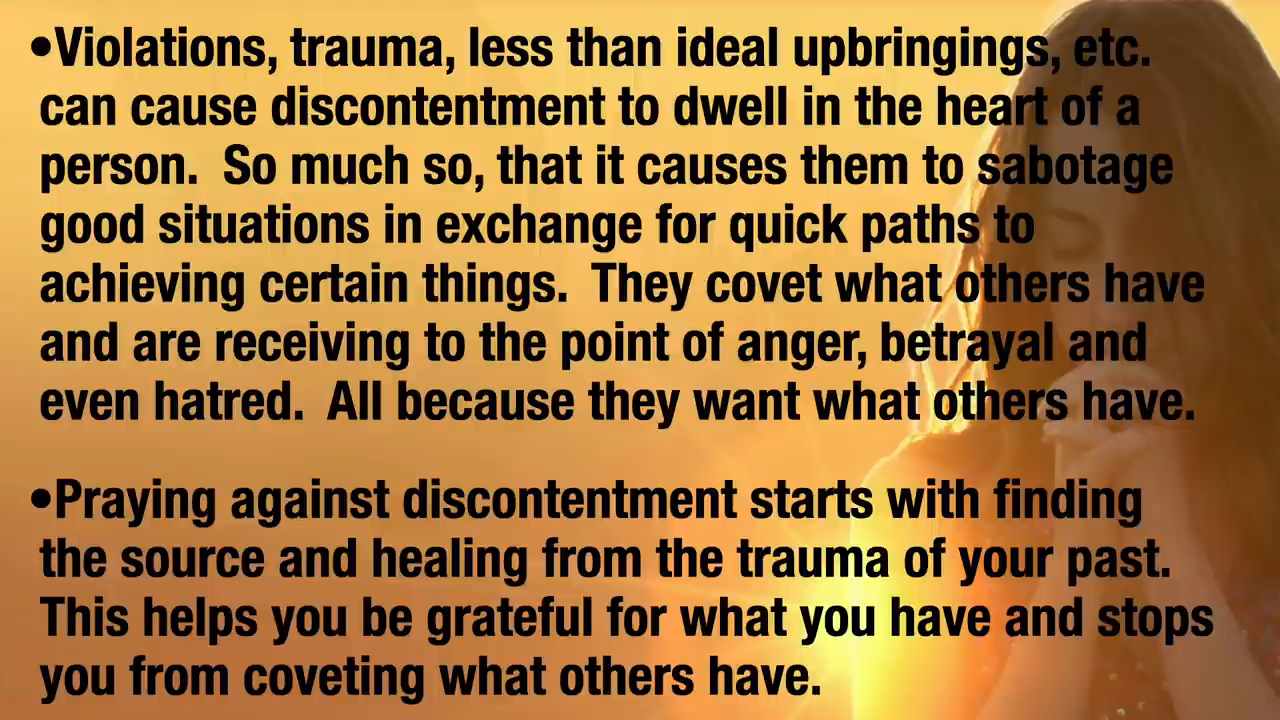 •Violations, trauma, less than ideal upbringings, etc.
can cause discontentment to dwell in the heart of a
person.  So much so, that it causes them to sabotage
good situations in exchange for quick paths to
achieving certain things.  They covet what others have
and are receiving to the point of anger, betrayal and
even hatred.  All because they want what others have.
•Praying against discontentment starts with finding
the source and healing from the trauma of your past.
This helps you be grateful for what you have and stops
you from coveting what others have.